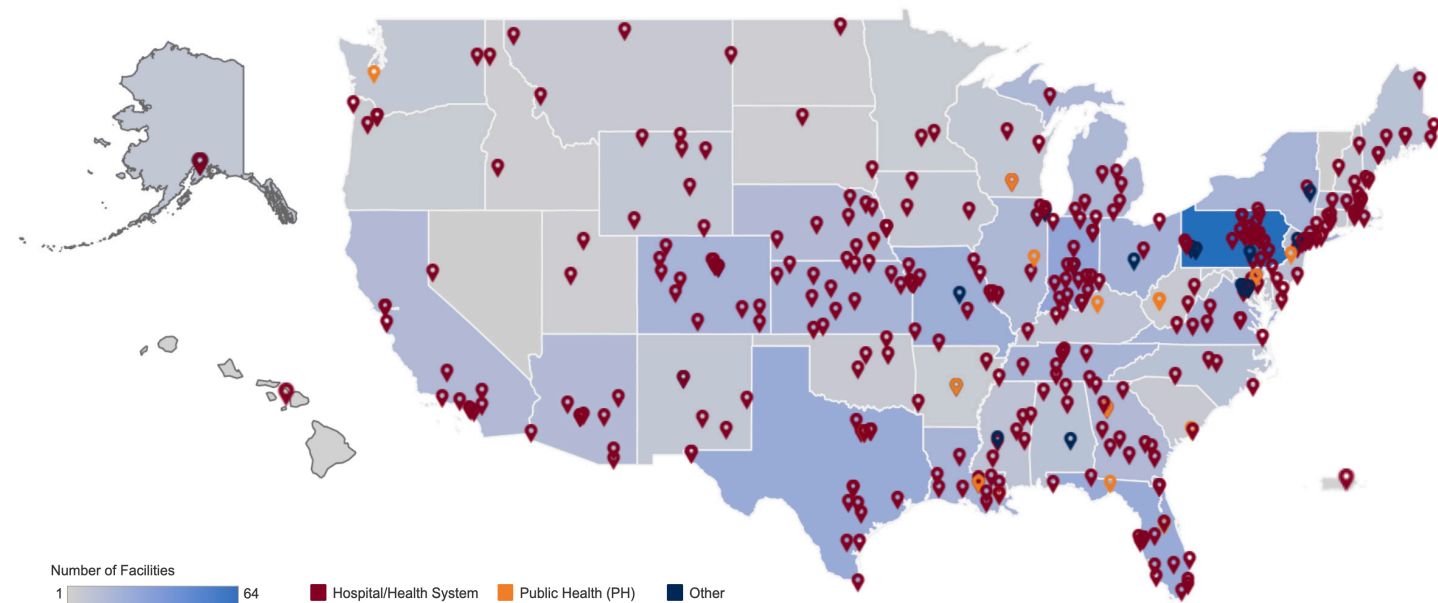 Number of Facilities
1 64
Hospital/Health System Public Health (PH) Other